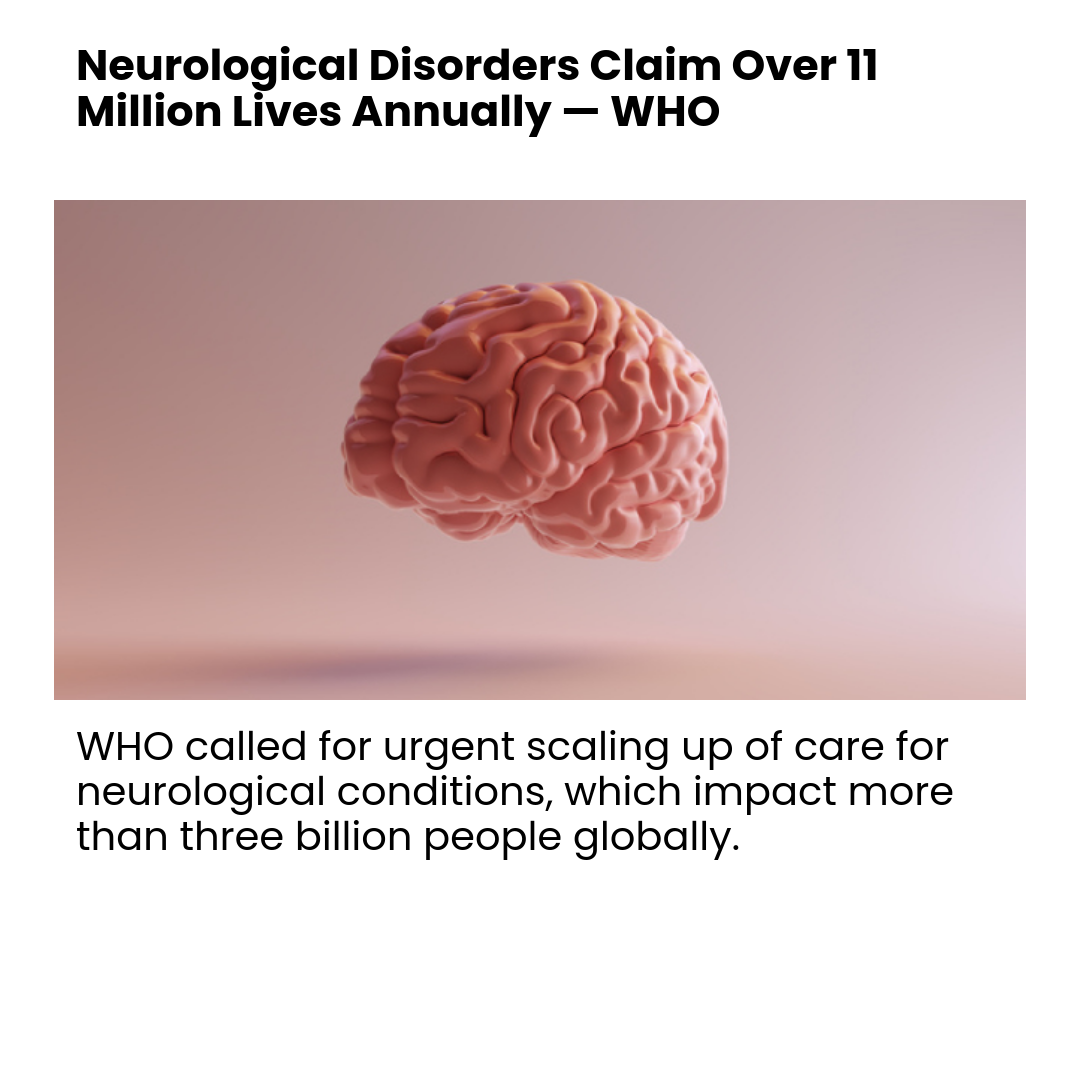 Neurological Disorders Claim Over 11
Million Lives Annually — WHO
WHO called for urgent scaling up of care for
neurological conditions, which impact more
than three billion people globally.